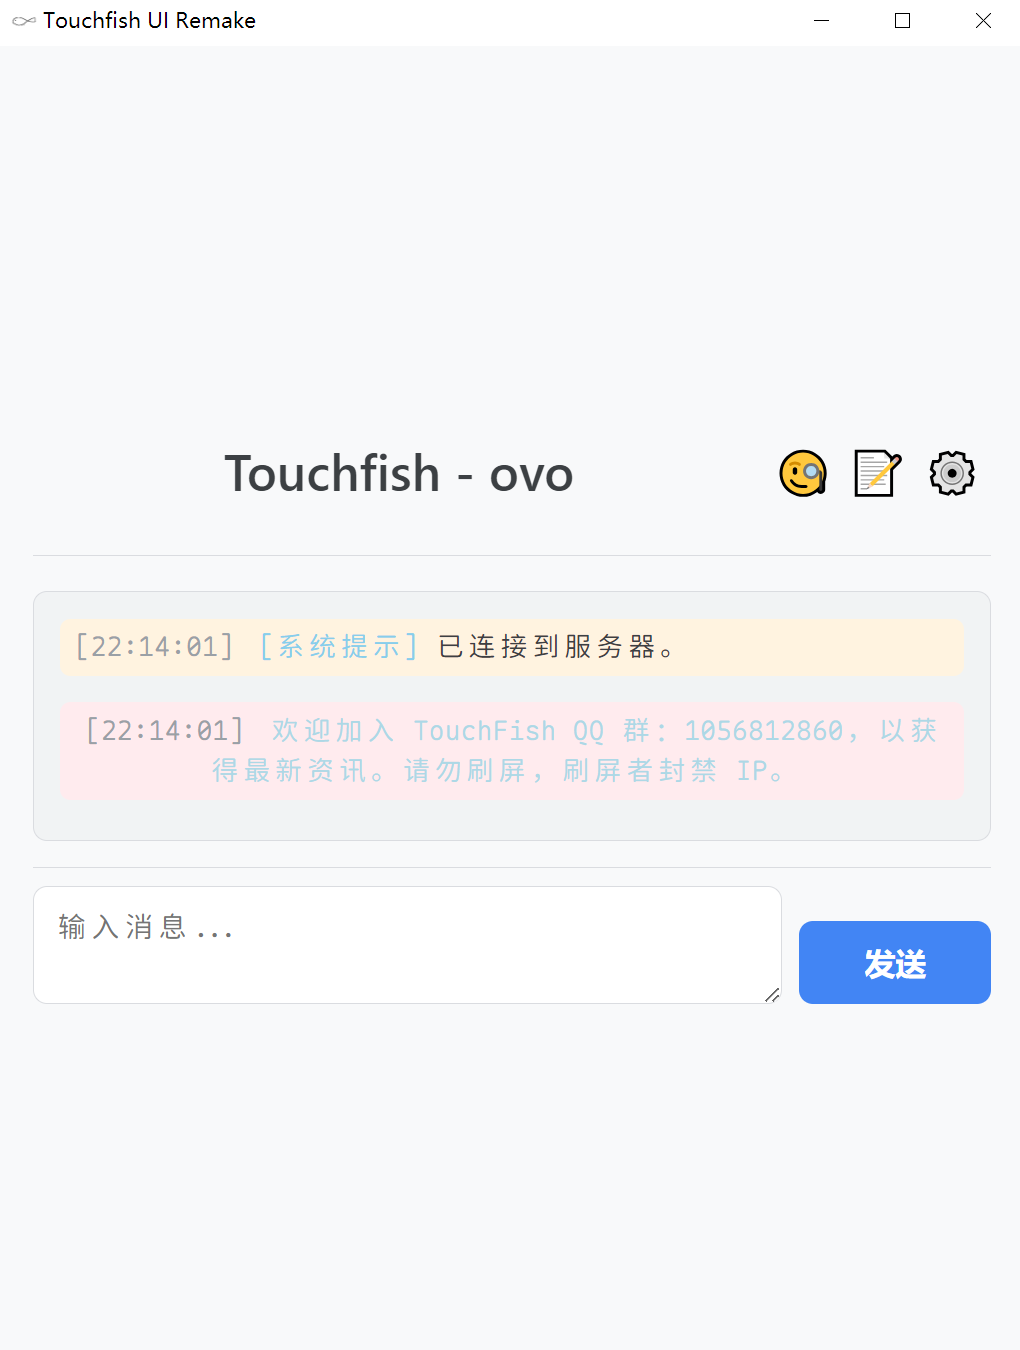 Touchfish UI Remake
Touchfish - ovo
[22:14:01] [系统提示] 已连接到服务器。
[22:14:01] 欢迎加入 TouchFish QQ 群：1056812860，以获
得最新资讯。请勿刷屏，刷屏者封禁 IP。
输入消息...
发送